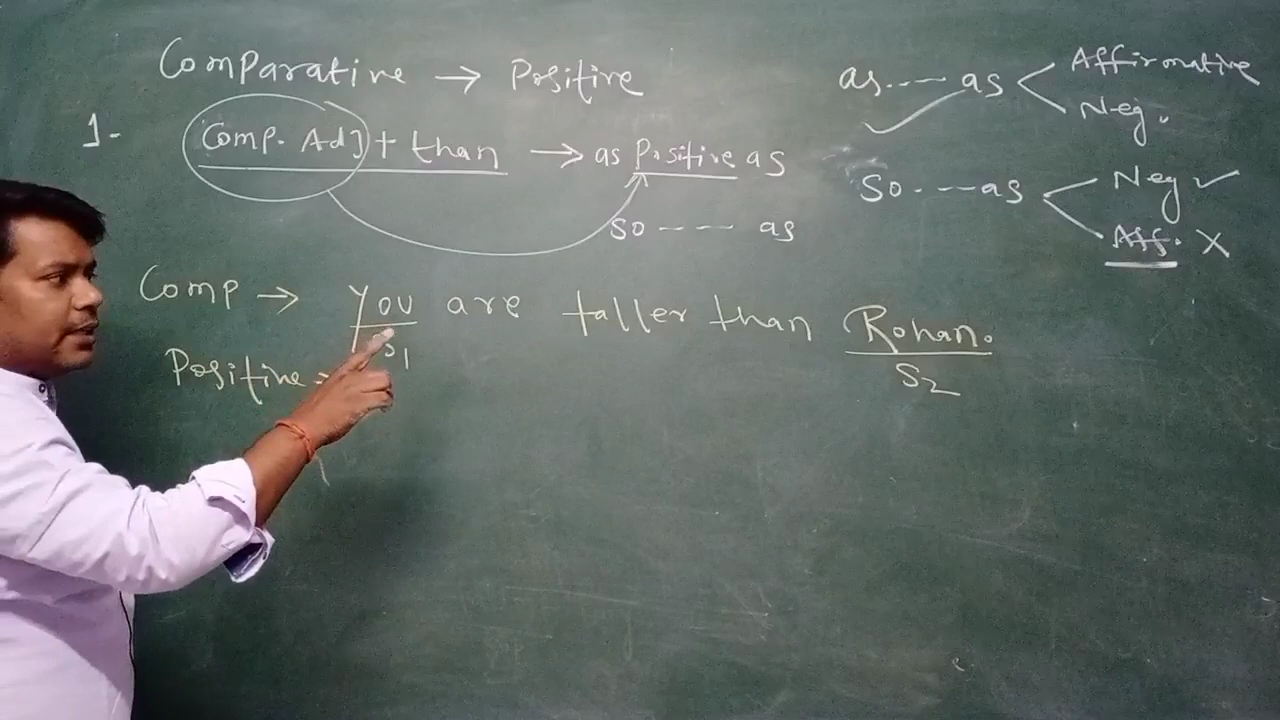 Comparative → Positive
1- Comp. Adj + than → as Positive as
so --- as
as..-- as < Affirmative
Neg.
So.-- as < Neg ✓
Aff. X
Comp → You are taller than Rohan.
S1 S2
Positive =